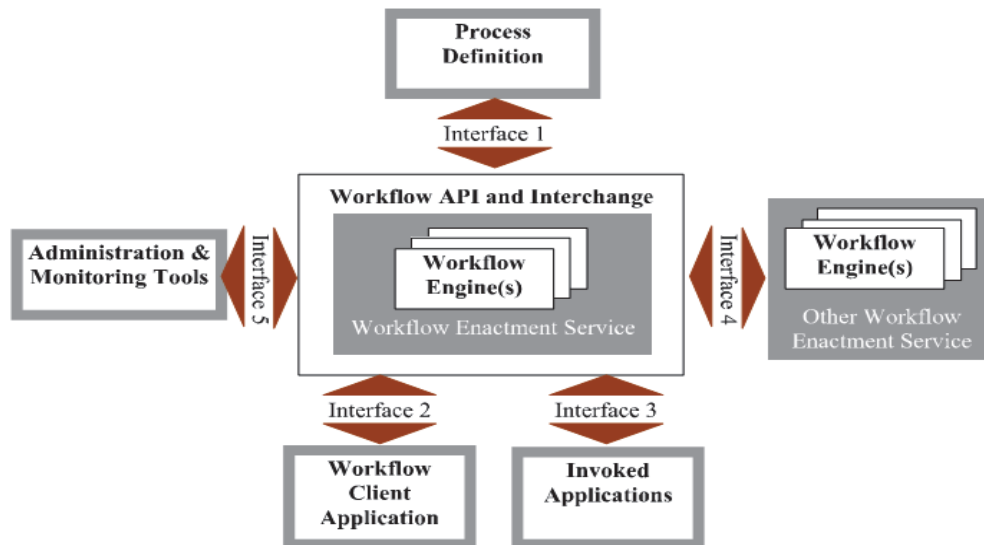 Process
Definition
Interface 1
Workflow API and Interchange
Workflow
Engine(s)
Workflow Enactment Service
Administration &
Monitoring Tools
Interface 5
Interface 4
Workflow
Engine(s)
Other Workflow
Enactment Service
Interface 2
Interface 3
Workflow
Client
Application
Invoked
Applications